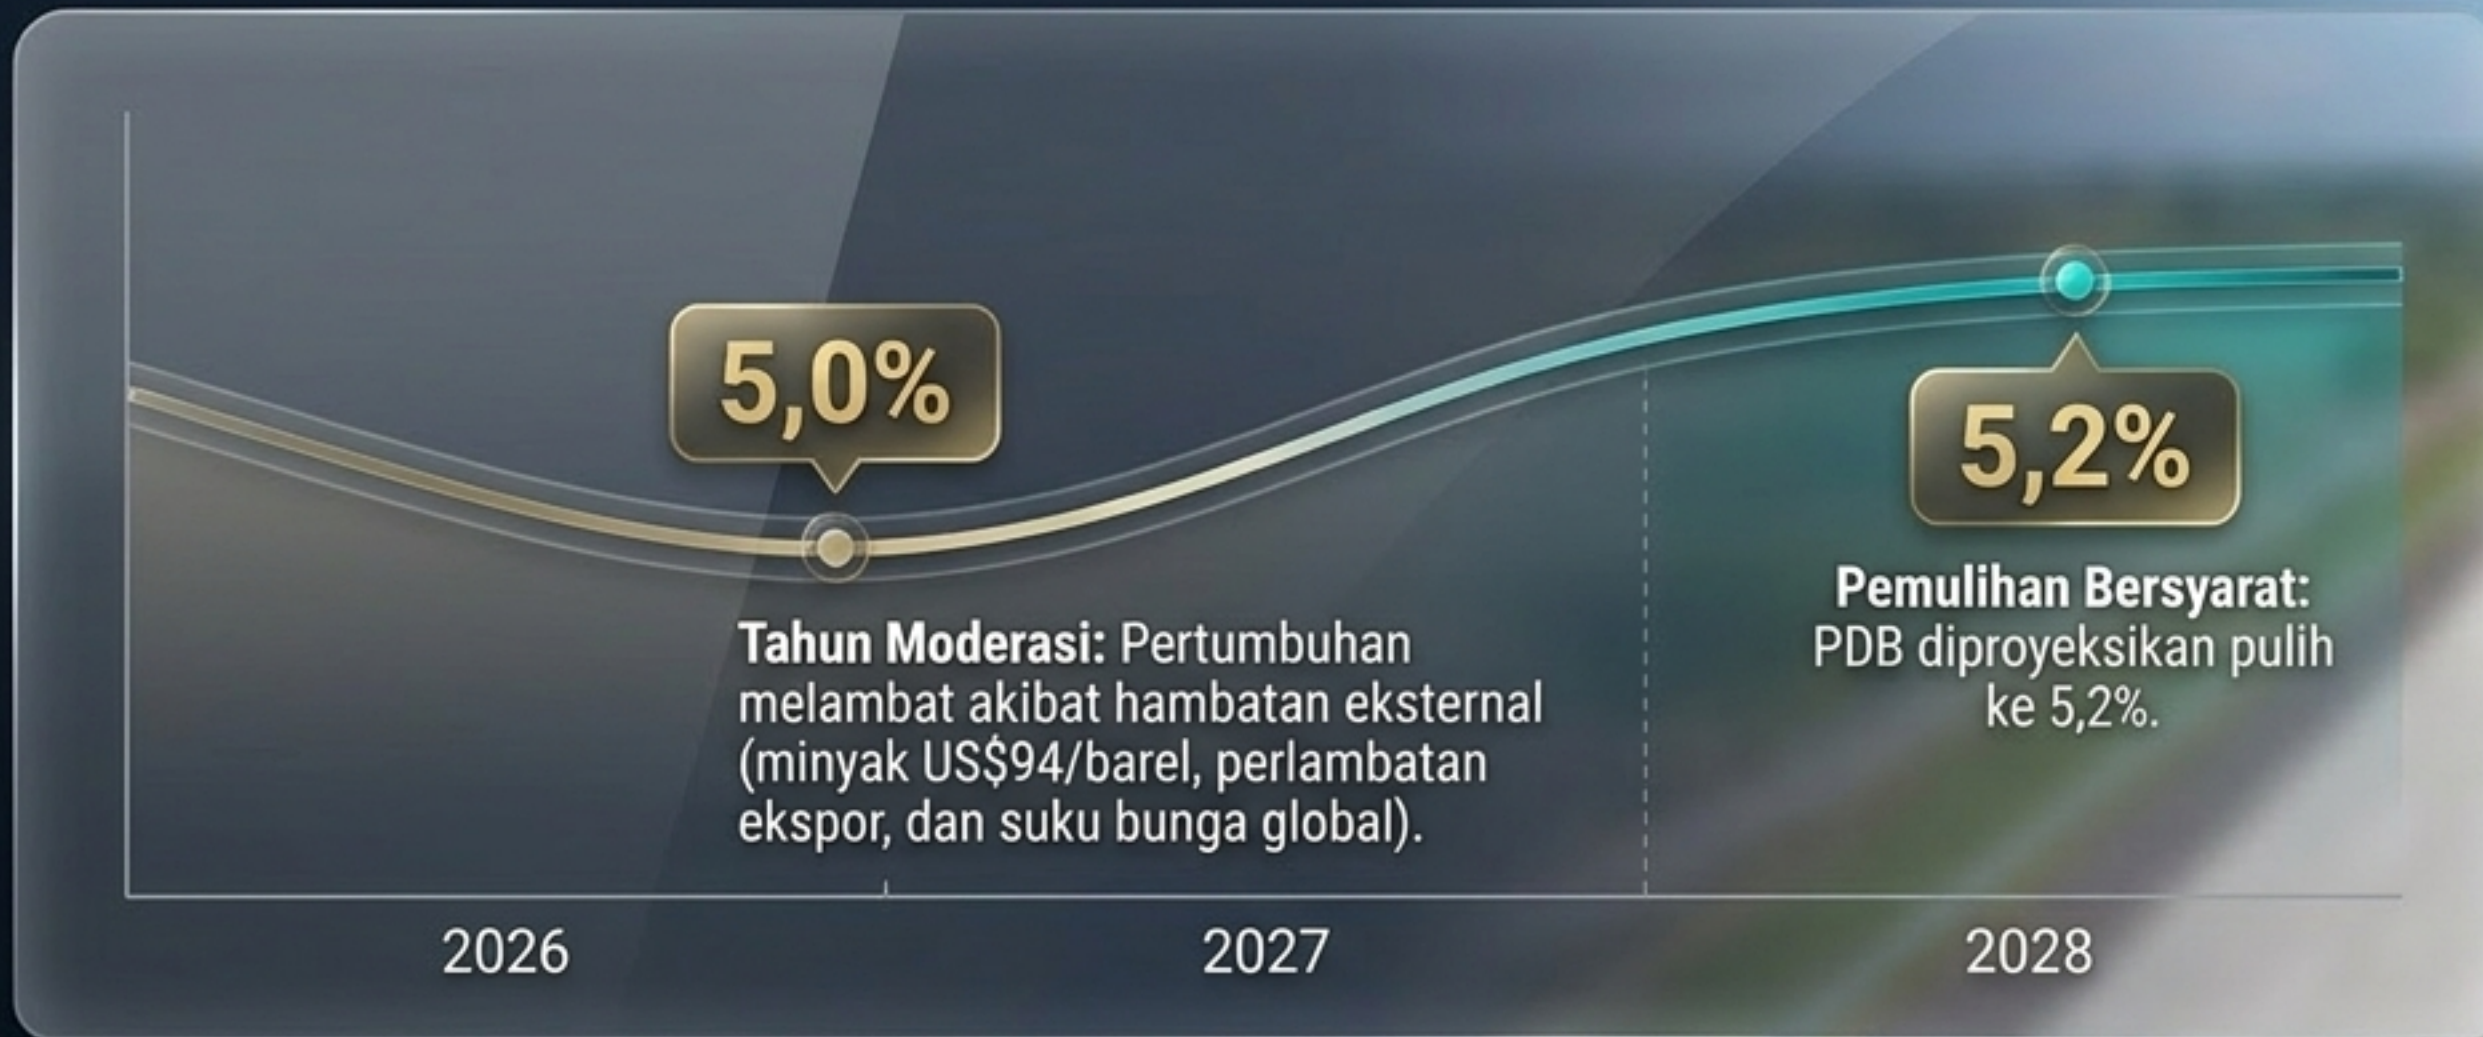 5,0%
5,2%
Tahun Moderasi: Pertumbuhan
melambat akibat hambatan eksternal
(minyak US$94/barel, perlambatan
ekspor, dan suku bunga global).
Pemulihan Bersyarat:
PDB diproyeksikan pulih
ke 5,2%.
2026
2027
2028